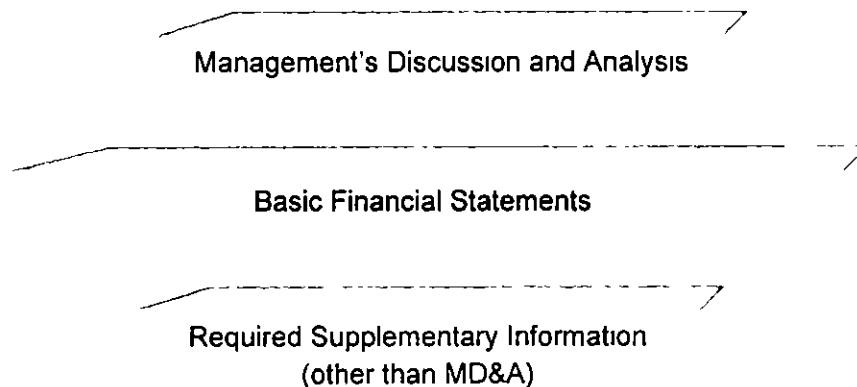 Management's Discussion and Analysis
Basic Financial Statements
Required Supplementary Information
(other than MD&A)